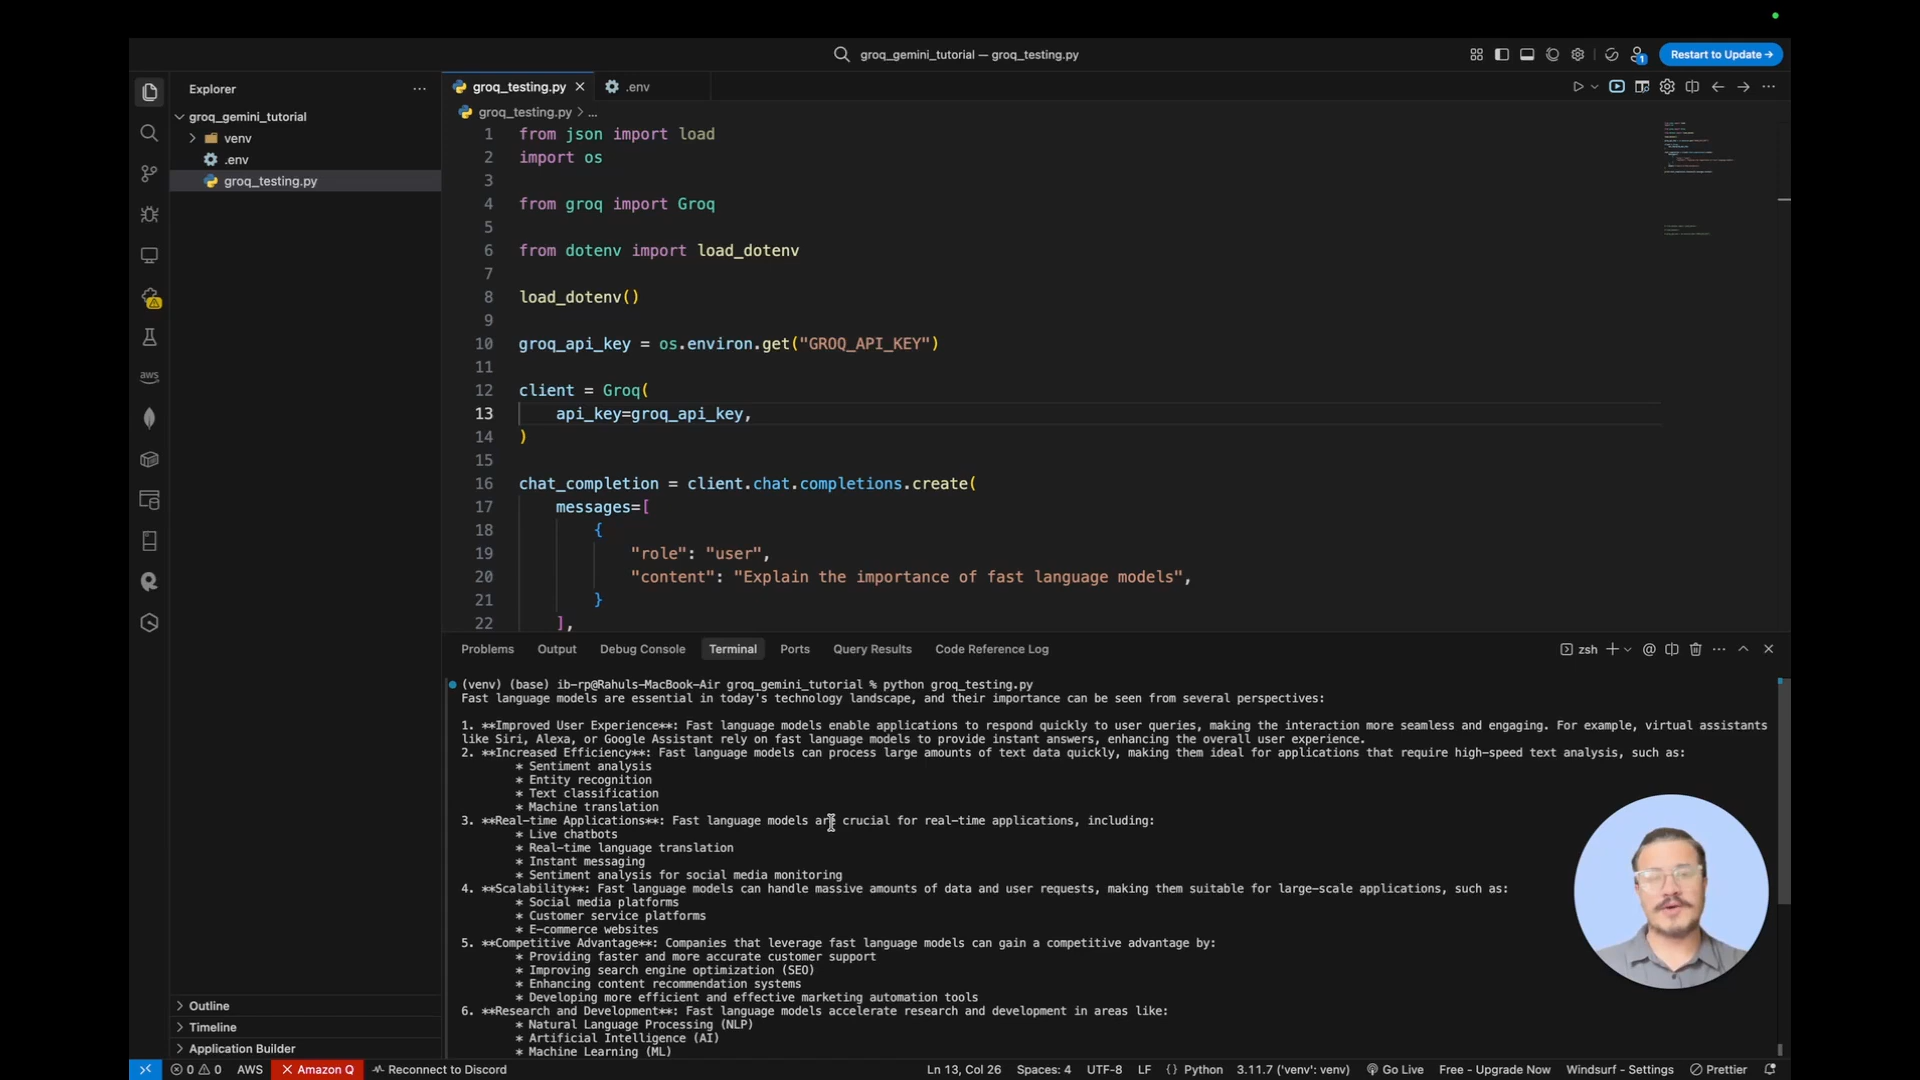 groq_gemini_tutorial — groq_testing.py
Restart to Update →
Explorer
groq_testing.py
.env
groq_gemini_tutorial
venv
.env
groq_testing.py
groq_testing.py > ...
1 from json import load
2 import os
3
4 from groq import Groq
5
6 from dotenv import load_dotenv
7
8 load_dotenv()
9
10 groq_api_key = os.environ.get("GROQ_API_KEY")
11
12 client = Groq(
13 api_key=groq_api_key,
14 )
15
16 chat_completion = client.chat.completions.create(
17 messages=[
18 {
19 "role": "user",
20 "content": "Explain the importance of fast language models",
21 }
22 ],
aws
Problems Output Debug Console Terminal Ports Query Results Code Reference Log
zsh
(venv) (base) ib-rp@Rahuls-MacBook-Air groq_gemini_tutorial % python groq_testing.py
Fast language models are essential in today's technology landscape, and their importance can be seen from several perspectives:
1. **Improved User Experience**: Fast language models enable applications to respond quickly to user queries, making the interaction more seamless and engaging. For example, virtual assistants
like Siri, Alexa, or Google Assistant rely on fast language models to provide instant answers, enhancing the overall user experience.
2. **Increased Efficiency**: Fast language models can process large amounts of text data quickly, making them ideal for applications that require high-speed text analysis, such as:
* Sentiment analysis
* Entity recognition
* Text classification
* Machine translation
3. **Real-time Applications**: Fast language models are crucial for real-time applications, including:
* Live chatbots
* Real-time language translation
* Instant messaging
* Sentiment analysis for social media monitoring
4. **Scalability**: Fast language models can handle massive amounts of data and user requests, making them suitable for large-scale applications, such as:
* Social media platforms
* Customer service platforms
* E-commerce websites
5. **Competitive Advantage**: Companies that leverage fast language models can gain a competitive advantage by:
* Providing faster and more accurate customer support
* Improving search engine optimization (SEO)
* Enhancing content recommendation systems
* Developing more efficient and effective marketing automation tools
6. **Research and Development**: Fast language models accelerate research and development in areas like:
* Natural Language Processing (NLP)
* Artificial Intelligence (AI)
* Machine Learning (ML)
Outline
Timeline
Application Builder
0 0 AWS Amazon Q Reconnect to Discord
Ln 13, Col 26 Spaces: 4 UTF-8 LF {} Python 3.11.7 ('venv': venv) Go Live Free - Upgrade Now Windsurf - Settings Prettier